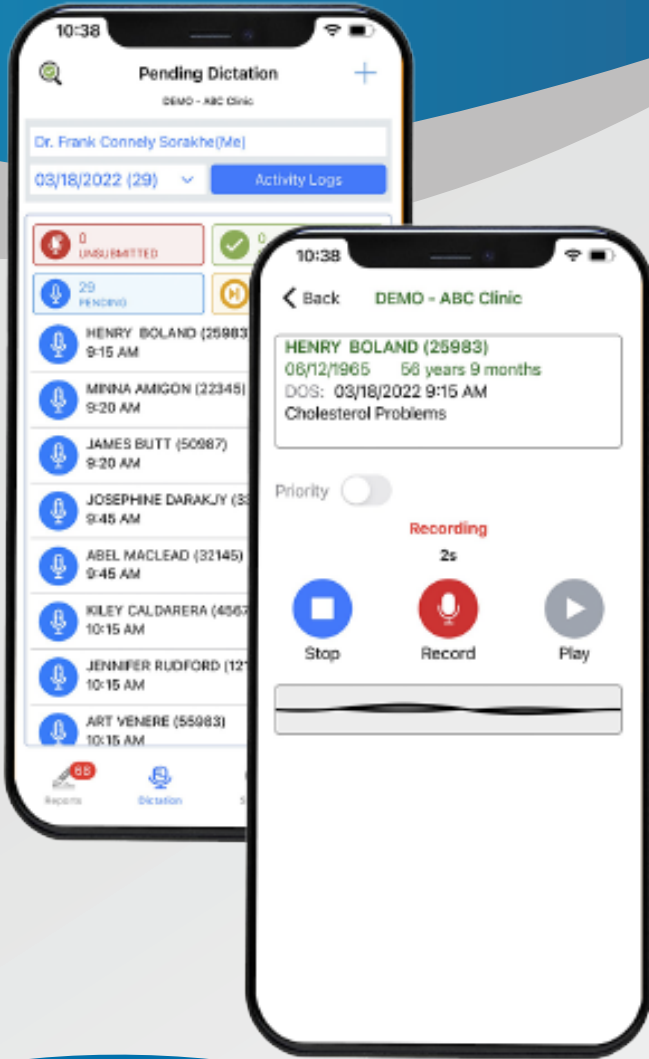 10:38
Pending Dictation
DEMO - ABC Clinic
Dr. Frank Connely Sorakhe(Me)
03/18/2022 (29)
Activity Logs
0
UNSUBMITTED
0
29
PENDING
HENRY BOLAND (25983
9:15 AM
MINNA AMIGON (22345)
9:20 AM
JAMES BUTT (50987)
9:20 AM
JOSEPHINE DARAKJY (
9:45 AM
ABEL MACLEAD (32145)
9:45 AM
KILEY CALDARERA (4567
10:15 AM
JENNIFER RUDFORD (12
10:15 AM
ART VENERE (55983)
10:15 AM
68
Reports
Dictation
10:38
Back
DEMO - ABC Clinic
HENRY BOLAND (25983)
06/12/1965 56 years 9 months
DOS: 03/18/2022 9:15 AM
Cholesterol Problems
Priority
Recording
2s
Stop
Record
Play